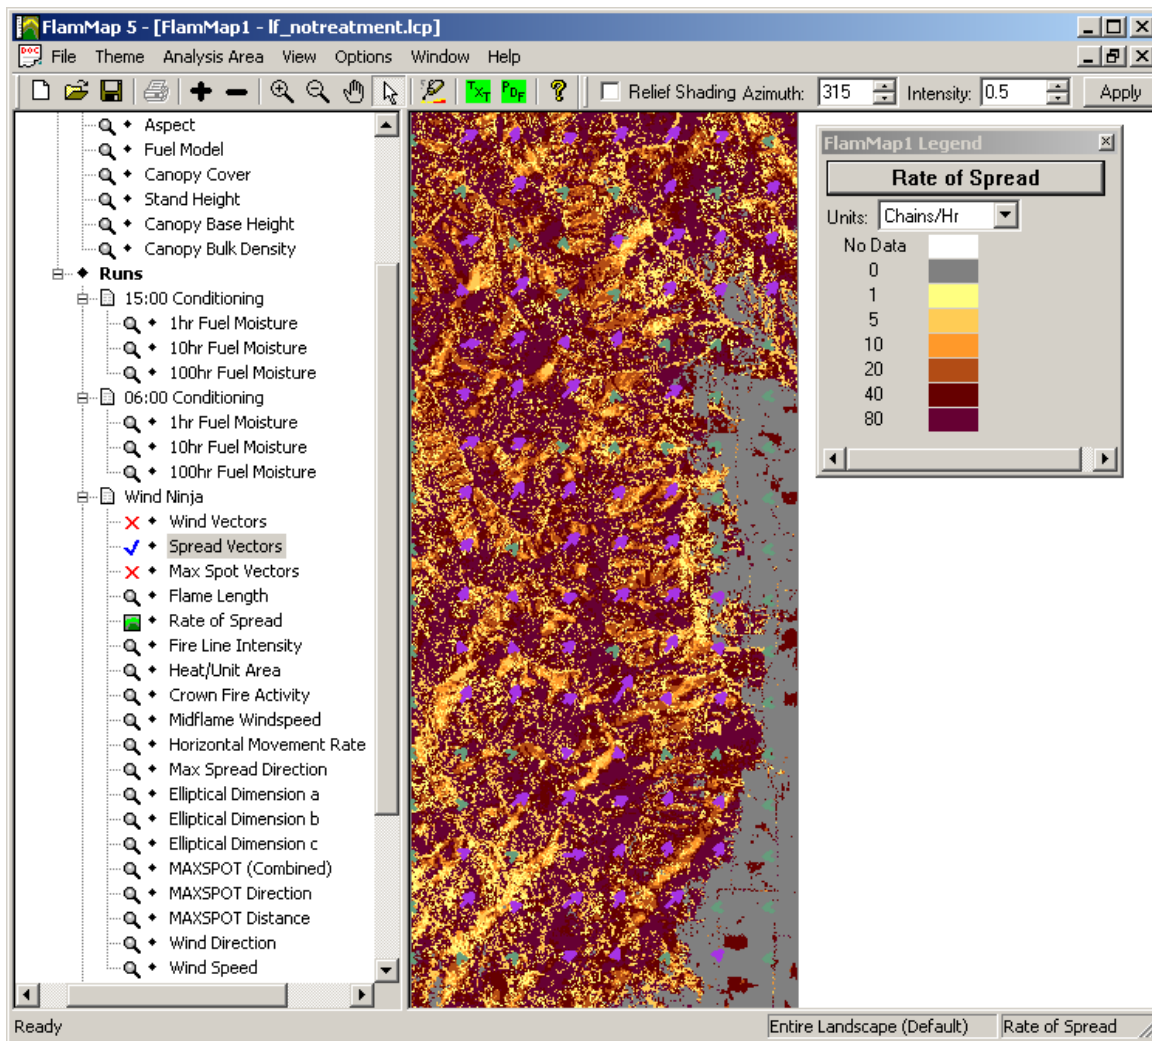 FlamMap 5 - [FlamMap1 - lf_notreatment.lcp]
DOC File Theme Analysis Area View Options Window Help
TXT PDF ? Relief Shading Azimuth: 315 Intensity: 0.5 Apply
Aspect
Fuel Model
Canopy Cover
Stand Height
Canopy Base Height
Canopy Bulk Density
Runs
15:00 Conditioning
1hr Fuel Moisture
10hr Fuel Moisture
100hr Fuel Moisture
06:00 Conditioning
1hr Fuel Moisture
10hr Fuel Moisture
100hr Fuel Moisture
Wind Ninja
Wind Vectors
Spread Vectors
Max Spot Vectors
Flame Length
Rate of Spread
Fire Line Intensity
Heat/Unit Area
Crown Fire Activity
Midflame Windspeed
Horizontal Movement Rate
Max Spread Direction
Elliptical Dimension a
Elliptical Dimension b
Elliptical Dimension c
MAXSPOT (Combined)
MAXSPOT Direction
MAXSPOT Distance
Wind Direction
Wind Speed
FlamMap1 Legend
Rate of Spread
Units: Chains/Hr
No Data
0
1
5
10
20
40
80
Ready Entire Landscape (Default) Rate of Spread